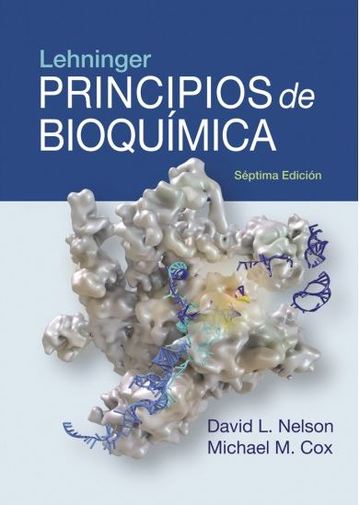 Lehninger
PRINCIPIOS de
BIOQUÍMICA
Séptima Edición
David L. Nelson
Michael M. Cox